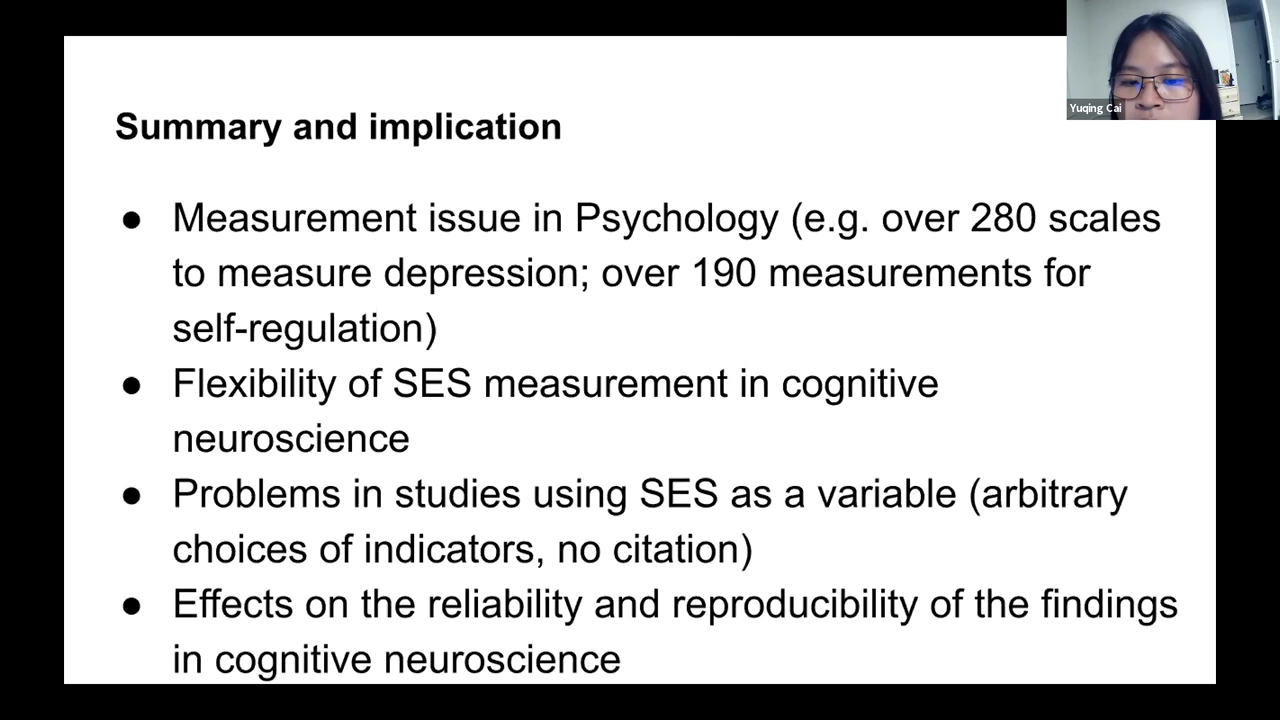 Yuqing Cai
Summary and implication
● Measurement issue in Psychology (e.g. over 280 scales
to measure depression; over 190 measurements for
self-regulation)
● Flexibility of SES measurement in cognitive
neuroscience
● Problems in studies using SES as a variable (arbitrary
choices of indicators, no citation)
● Effects on the reliability and reproducibility of the findings
in cognitive neuroscience